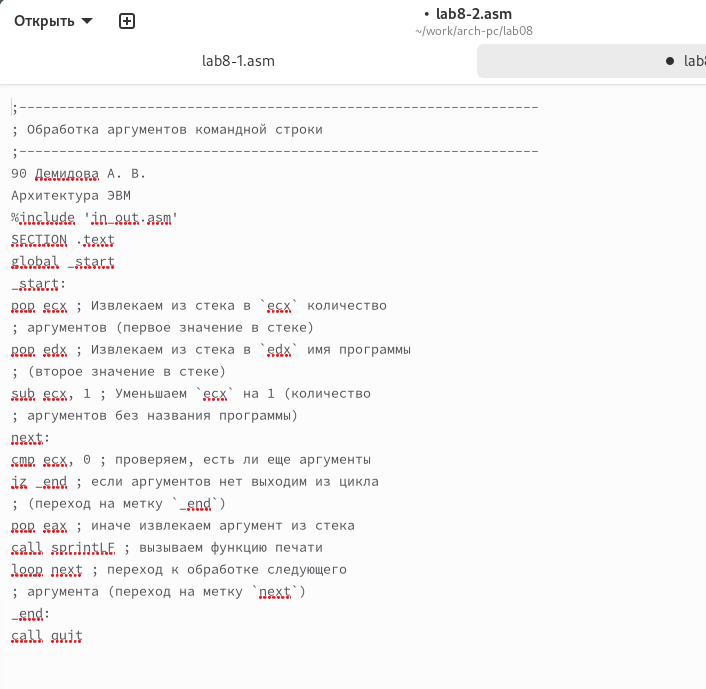 Открыть
• lab8-2.asm
~/work/arch-pc/lab08
lab8-1.asm
● lab8
;-----------------------------------------------------------------
; Обработка аргументов командной строки
;-----------------------------------------------------------------
90 Демидова А. В.
Архитектура ЭВМ
%include 'in_out.asm'
SECTION .text
global _start
_start:
pop ecx ; Извлекаем из стека в `ecx` количество
; аргументов (первое значение в стеке)
pop edx ; Извлекаем из стека в `edx` имя программы
; (второе значение в стеке)
sub ecx, 1 ; Уменьшаем `ecx` на 1 (количество
; аргументов без названия программы)
next:
cmp ecx, 0 ; проверяем, есть ли еще аргументы
jz _end ; если аргументов нет выходим из цикла
; (переход на метку `_end`)
pop eax ; иначе извлекаем аргумент из стека
call sprintLF ; вызываем функцию печати
loop next ; переход к обработке следующего
; аргумента (переход на метку `next`)
_end:
call quit